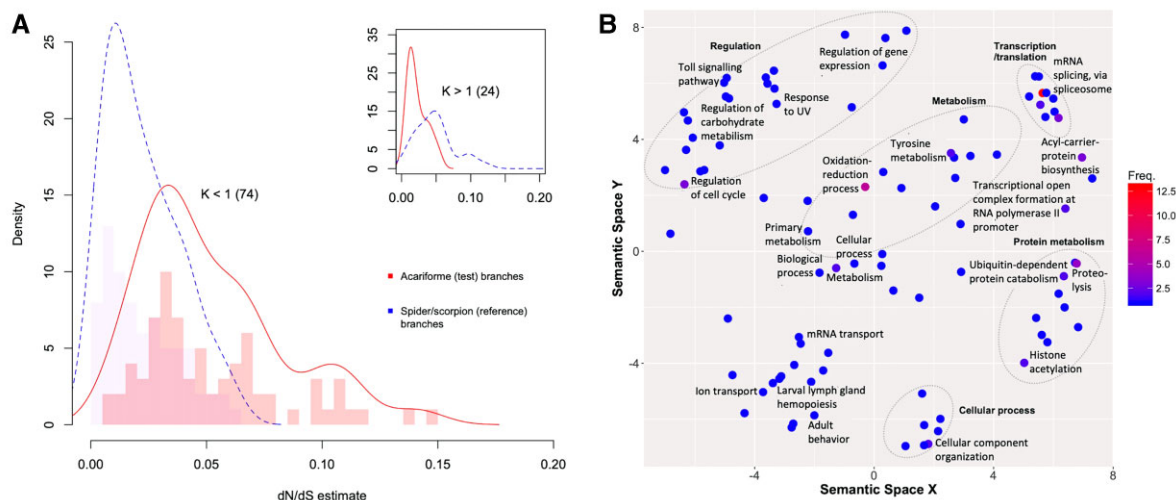 A
25
20
15
10
5
0
Density
0.00
0.05
0.10
0.15
0.20
dN/dS estimate
K < 1 (74)
Acariforme (test) branches
Spider/scorpion (reference)
branches
35
25
15
5
0
0.00
0.05
0.10
0.15
0.20
K > 1 (24)
B
8
4
0
-4
Semantic Space Y
-4
0
4
8
Semantic Space X
Regulation
Toll signalling
pathway
Regulation of
carbohydrate
metabilism
Response
to UV
Regulation of gene
expression
Regulation
of cell cycle
Transcription
/translation
mRNA
splicing, via
spliceosome
Metabolism
Tyrosine
metabolism
Oxidation-
reduction
process
Acyl-carrier-
protein
biosynthesis
Transcriptional open
complex formation at
RNA polymerase II
promoter
Primary
metabolism
Cellular
process
Biological
process
Metabolism
Protein metabolism
Ubiquitin-dependent
protein catabolism
Proteo-
lysis
Histone
acetylation
mRNA transport
Ion transport
Larval lymph gland
hemopoiesis
Adult
behavior
Cellular process
Cellular component
organization
Freq.
12.5
10.0
7.5
5.0
2.5